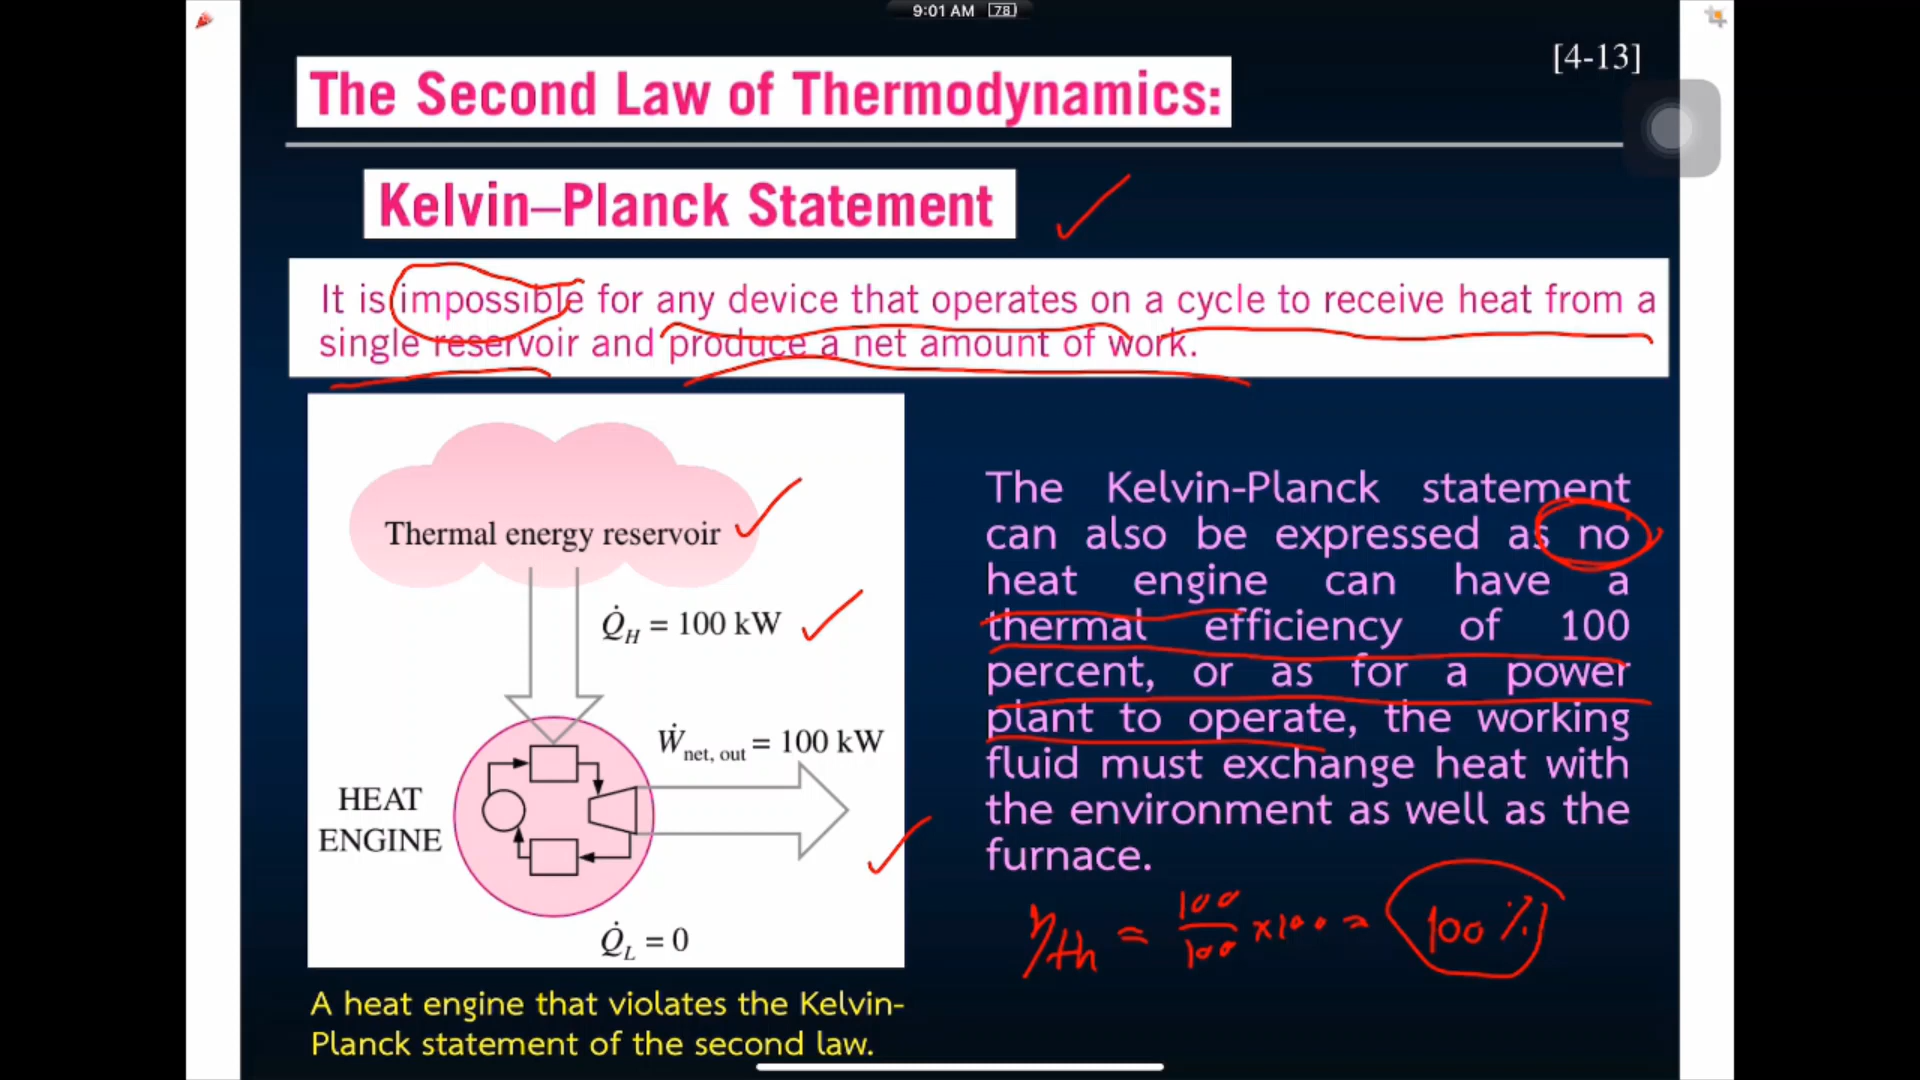 9:01 AM 78
[4-13]
The Second Law of Thermodynamics:
Kelvin–Planck Statement
It is impossible for any device that operates on a cycle to receive heat from a
single reservoir and produce a net amount of work.
Thermal energy reservoir
Q̇H = 100 kW
Ẇnet, out = 100 kW
HEAT
ENGINE
Q̇L = 0
A heat engine that violates the Kelvin-
Planck statement of the second law.
The Kelvin-Planck statement
can also be expressed as no
heat engine can have a
thermal efficiency of 100
percent, or as for a power
plant to operate, the working
fluid must exchange heat with
the environment as well as the
furnace.
ηth = 100/100 x100 = 100 %